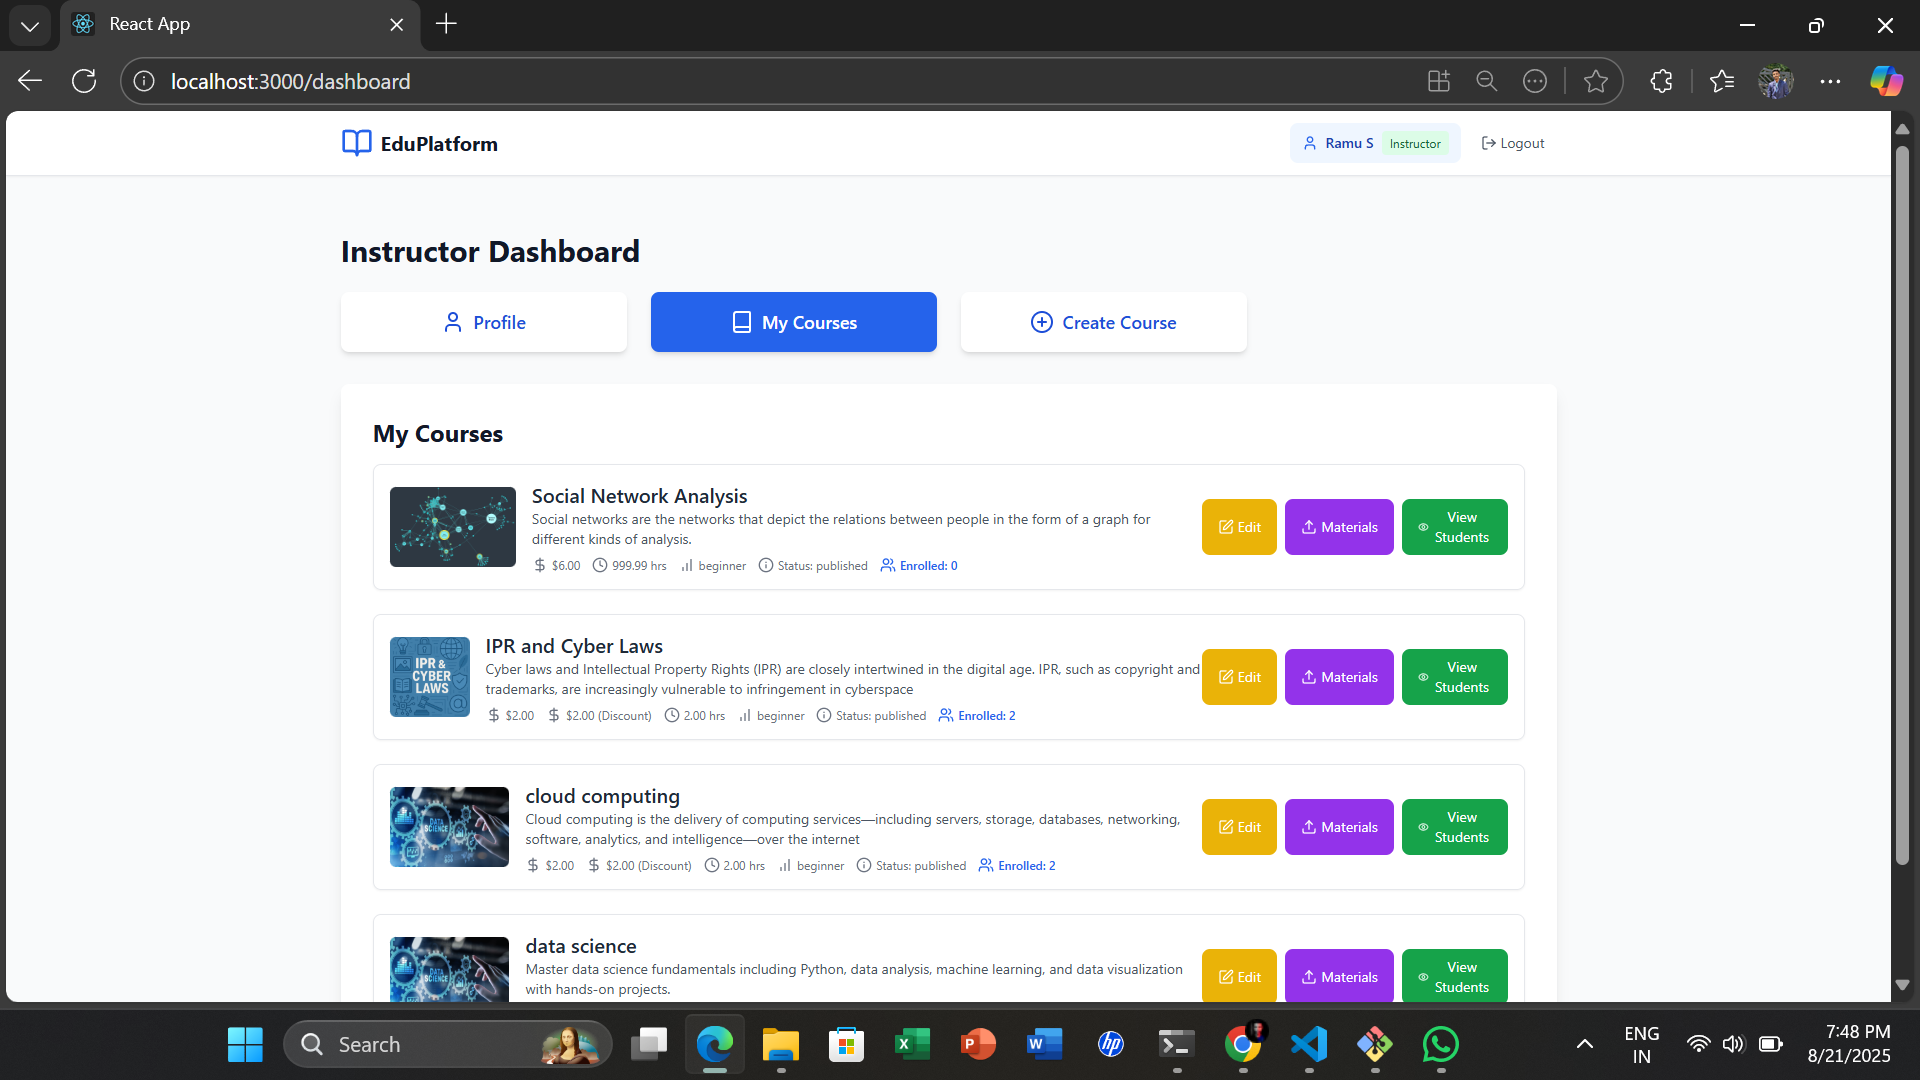 React App
localhost:3000/dashboard
EduPlatform
Ramu S Instructor Logout
Instructor Dashboard
Profile
My Courses
Create Course
My Courses
Social Network Analysis
Social networks are the networks that depict the relations between people in the form of a graph for
different kinds of analysis.
$ $6.00 999.99 hrs beginner Status: published Enrolled: 0
Edit
Materials
View
Students
IPR &
CYBER
LAWS
IPR and Cyber Laws
Cyber laws and Intellectual Property Rights (IPR) are closely intertwined in the digital age. IPR, such as copyright and
trademarks, are increasingly vulnerable to infringement in cyberspace
$ $2.00 $ $2.00 (Discount) 2.00 hrs beginner Status: published Enrolled: 2
Edit
Materials
View
Students
DATA
SCIENCE
cloud computing
Cloud computing is the delivery of computing services—including servers, storage, databases, networking,
software, analytics, and intelligence—over the internet
$ $2.00 $ $2.00 (Discount) 2.00 hrs beginner Status: published Enrolled: 2
Edit
Materials
View
Students
DATA
SCIENCE
data science
Master data science fundamentals including Python, data analysis, machine learning, and data visualization
with hands-on projects.
Edit
Materials
View
Students
Search
ENG
IN
7:48 PM
8/21/2025